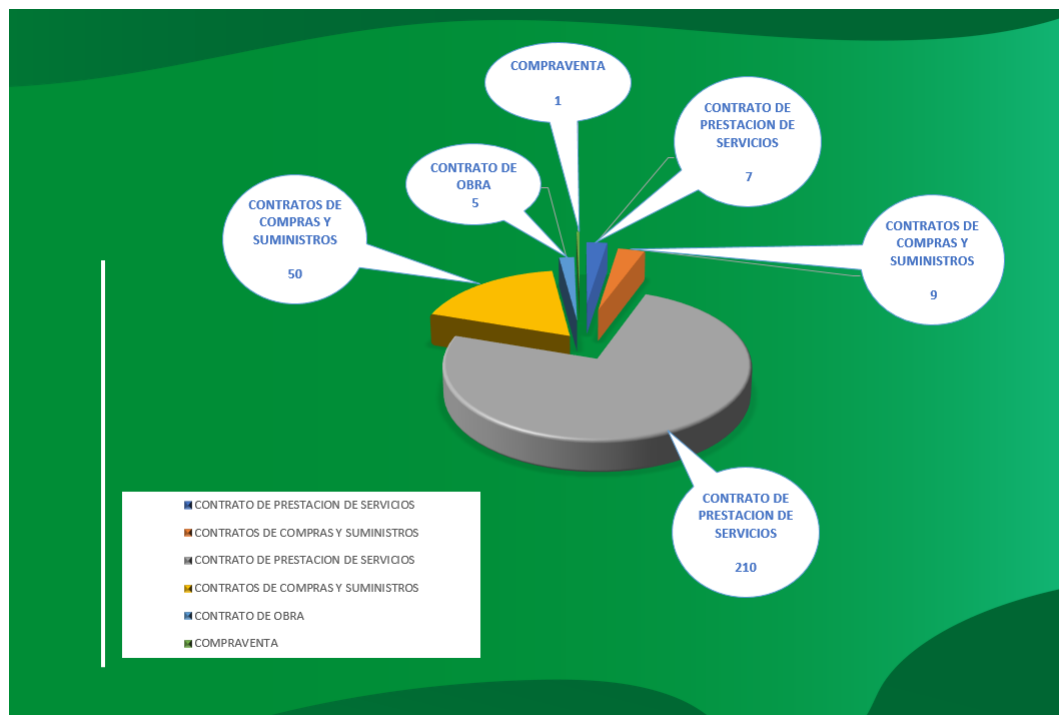 COMPRAVENTA
1
CONTRATO DE
PRESTACION DE
SERVICIOS
7
CONTRATO DE
OBRA
5
CONTRATOS DE
COMPRAS Y
SUMINISTROS
50
CONTRATOS DE
COMPRAS Y
SUMINISTROS
9
CONTRATO DE
PRESTACION DE
SERVICIOS
210
CONTRATO DE PRESTACION DE SERVICIOS
CONTRATOS DE COMPRAS Y SUMINISTROS
CONTRATO DE PRESTACION DE SERVICIOS
CONTRATOS DE COMPRAS Y SUMINISTROS
CONTRATO DE OBRA
COMPRAVENTA